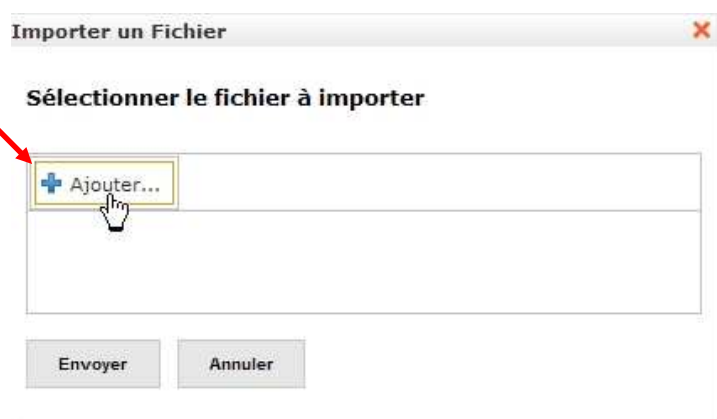 Importer un Fichier
Sélectionner le fichier à importer
Ajouter...
Envoyer Annuler